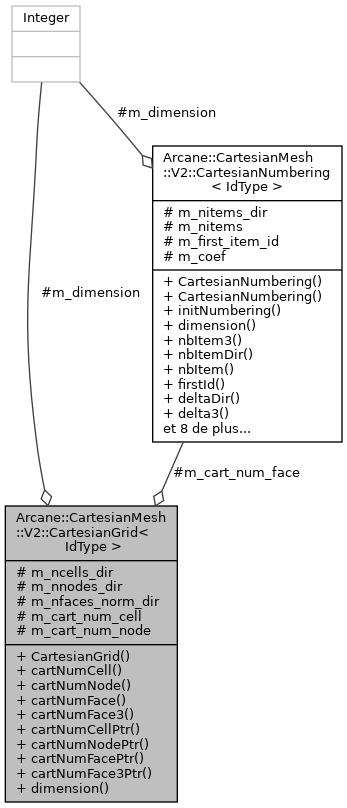 Integer
#m_dimension
Arcane::CartesianMesh
::V2::CartesianNumbering
< IdType >
# m_nitems_dir
# m_nitems
# m_first_item_id
# m_coef
+ CartesianNumbering()
+ CartesianNumbering()
+ initNumbering()
+ dimension()
+ nbItem3()
+ nbItemDir()
+ nbItem()
+ firstId()
+ deltaDir()
+ delta3()
et 8 de plus...
#m_dimension
#m_cart_num_face
Arcane::CartesianMesh
::V2::CartesianGrid<
IdType >
# m_ncells_dir
# m_nnodes_dir
# m_nfaces_norm_dir
# m_cart_num_cell
# m_cart_num_node
+ CartesianGrid()
+ cartNumCell()
+ cartNumNode()
+ cartNumFace()
+ cartNumFace3()
+ cartNumCellPtr()
+ cartNumNodePtr()
+ cartNumFacePtr()
+ cartNumFace3Ptr()
+ dimension()